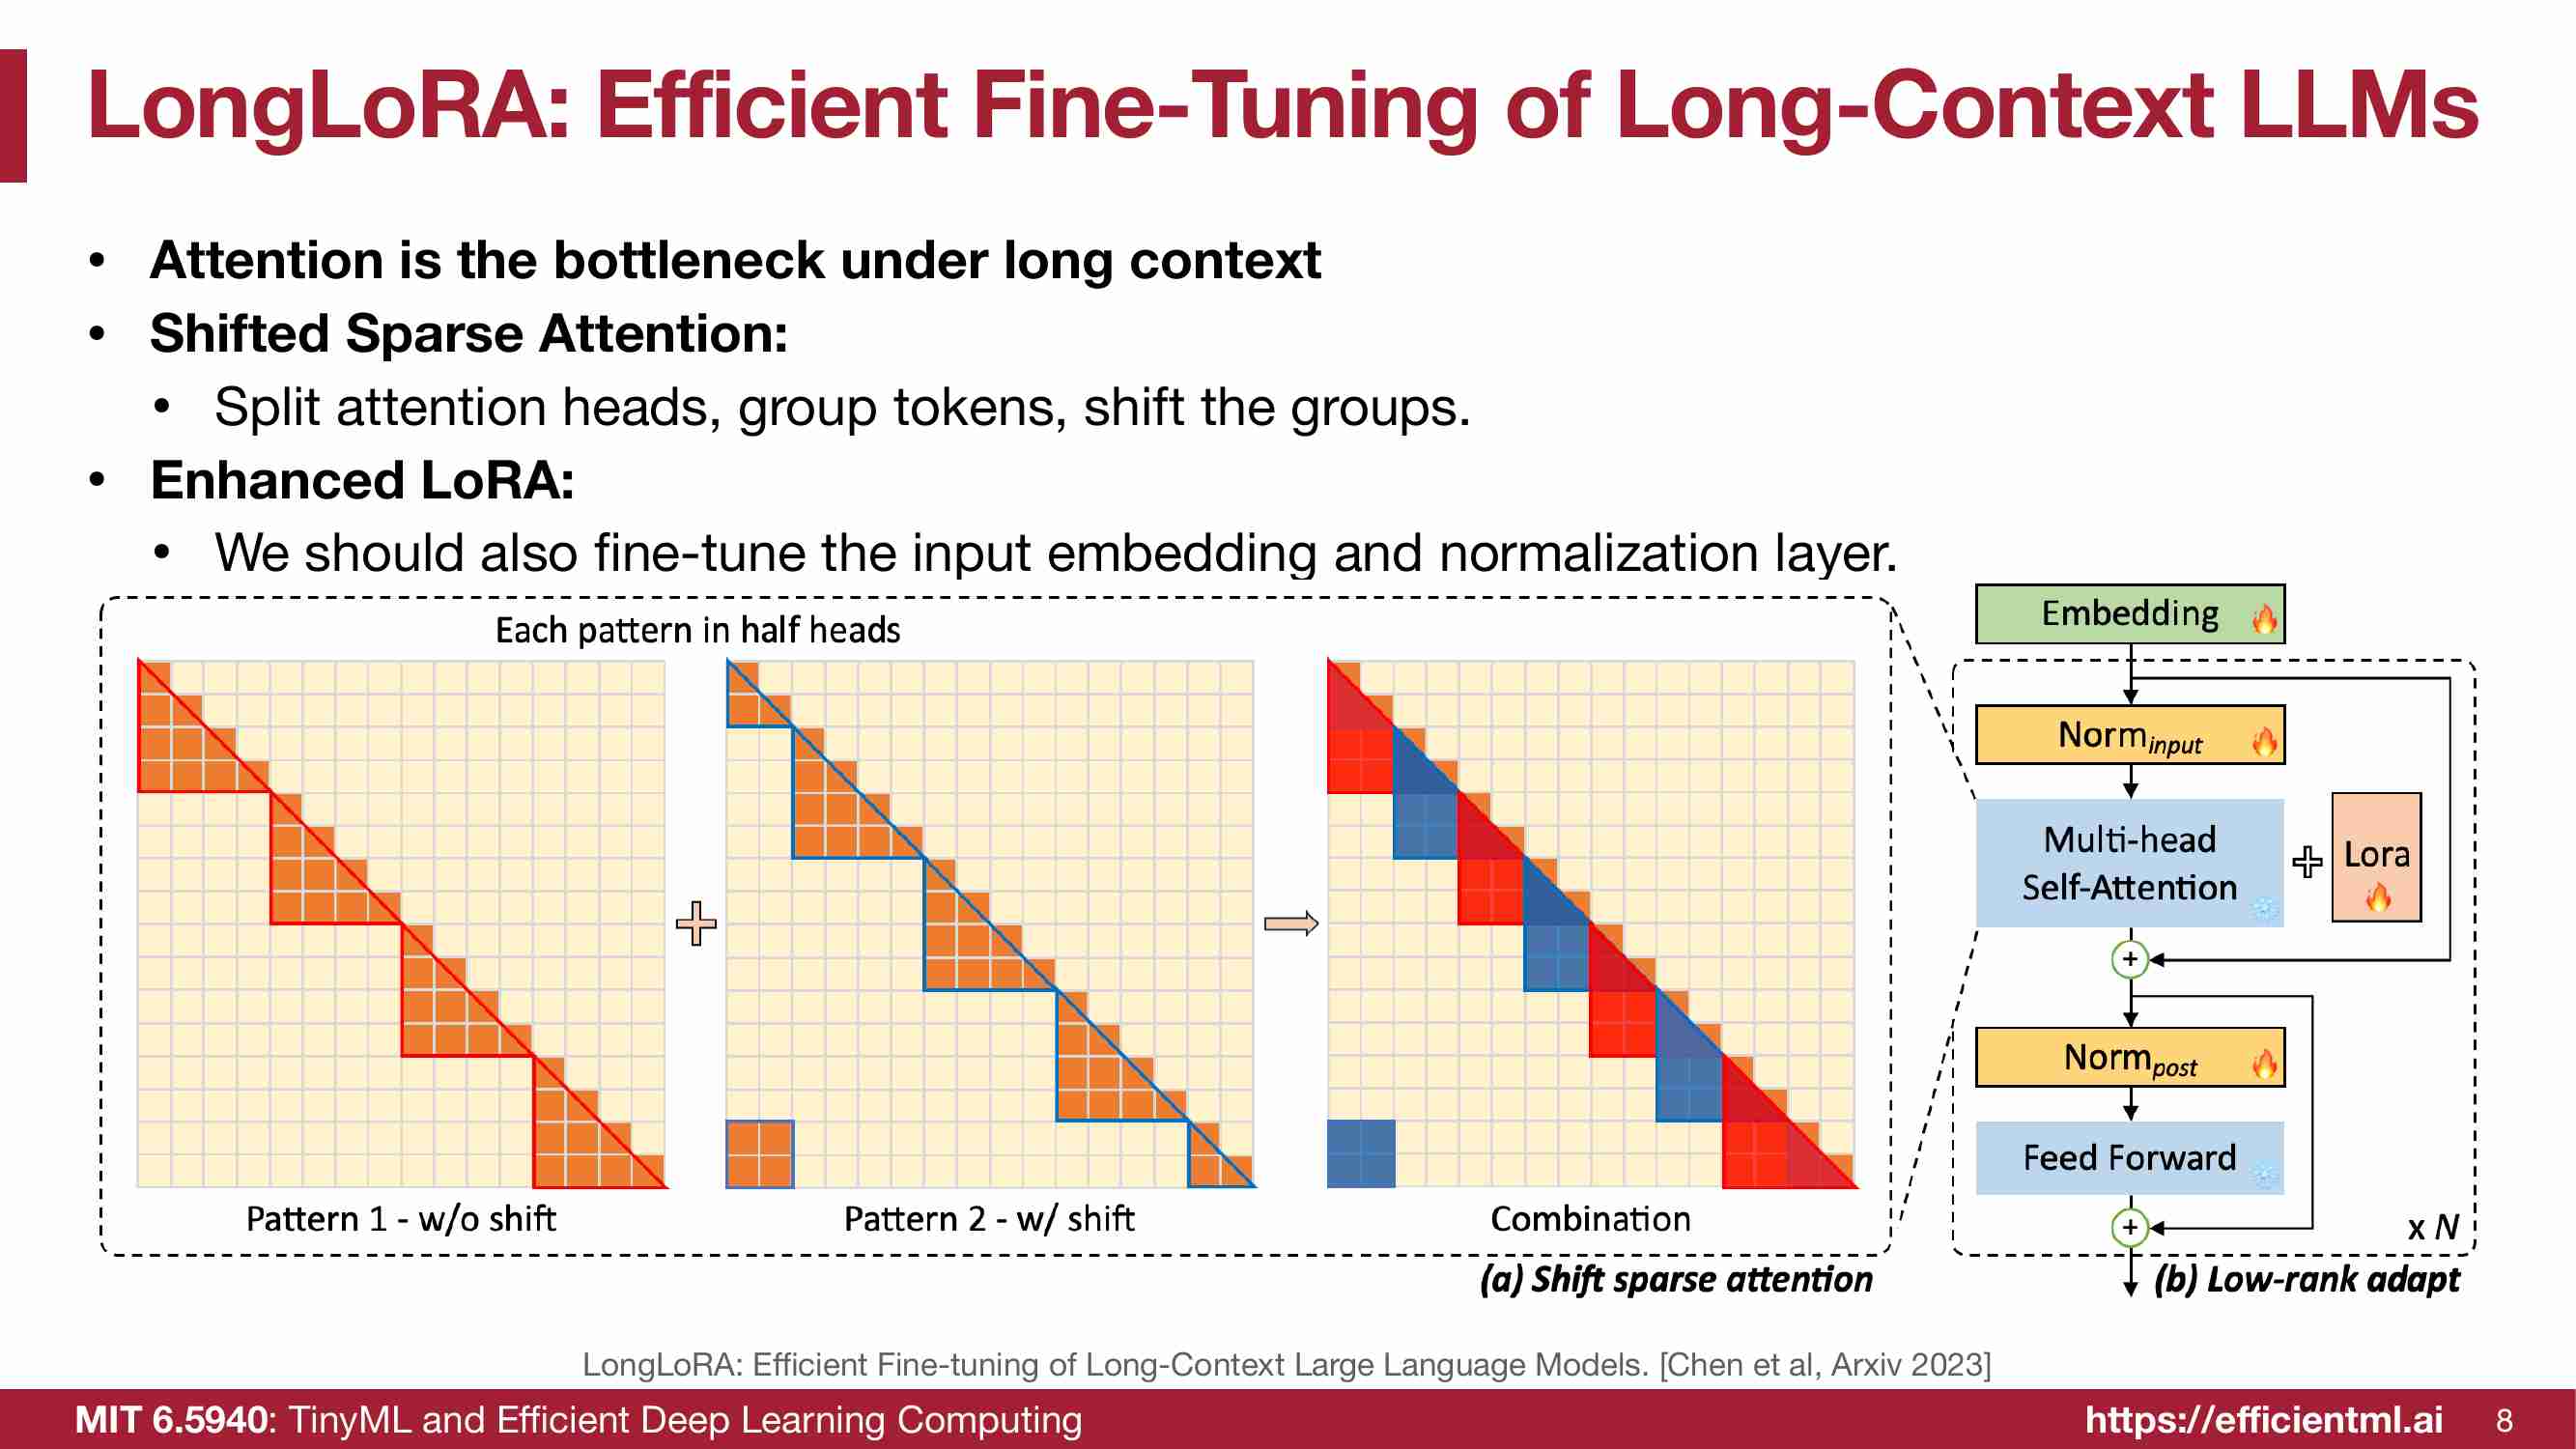 LongLoRA: Efficient Fine-Tuning of Long-Context LLMs
• Attention is the bottleneck under long context
• Shifted Sparse Attention:
• Split attention heads, group tokens, shift the groups.
• Enhanced LoRA:
• We should also fine-tune the input embedding and normalization layer.
Each pattern in half heads
Pattern 1 - w/o shift
Pattern 2 - w/ shift
Combination
(a) Shift sparse attention
Embedding
Norm input
Multi-head
Self-Attention
Lora
Norm post
Feed Forward
x N
(b) Low-rank adapt
LongLoRA: Efficient Fine-tuning of Long-Context Large Language Models. [Chen et al, Arxiv 2023]
MIT 6.5940: TinyML and Efficient Deep Learning Computing
https://efficientml.ai
8